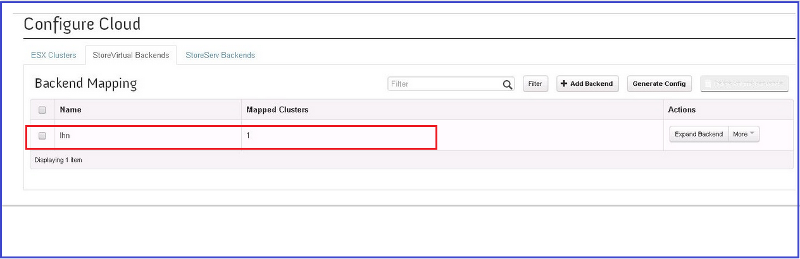 Configure Cloud
ESX Clusters StoreVirtual Backends StoreServ Backends
Backend Mapping Filter Filter + Add Backend Generate Config
Name Mapped Clusters Actions
lhn 1 Expand Backend More
Displaying 1 item